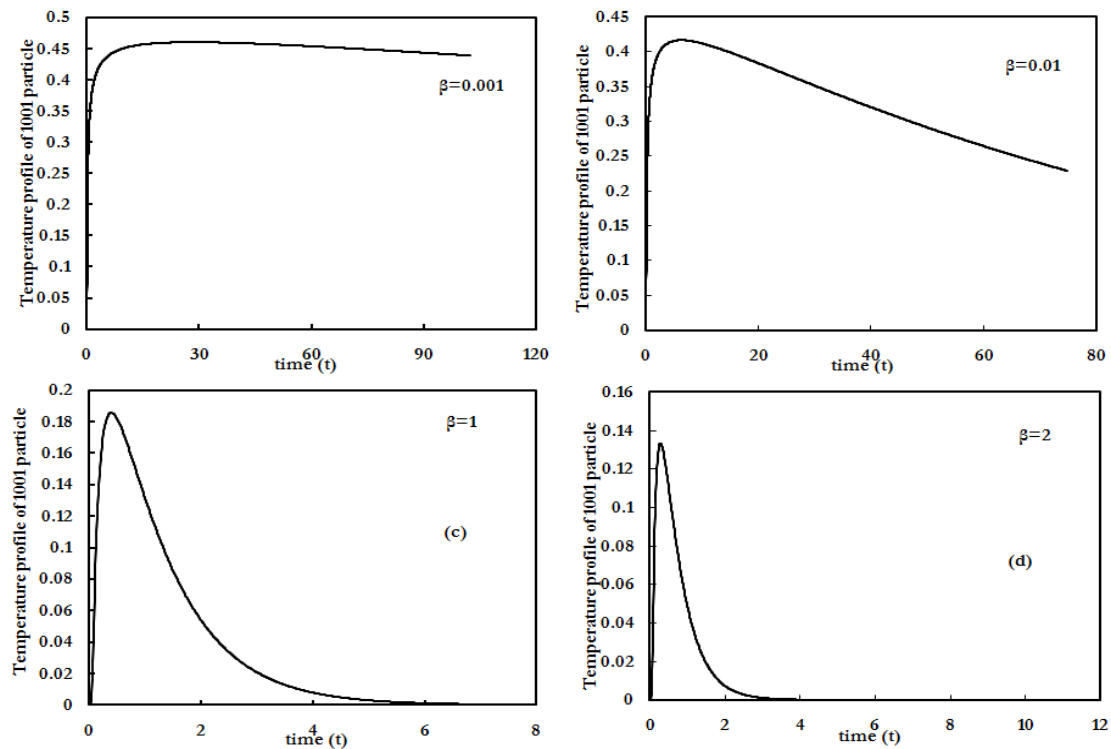 Temperature profile of 1001 particle
0.5
0.45
0.4
0.35
0.3
0.25
0.2
0.15
0.1
0.05
0
β=0.001
0 30 60 90 120
time (t)
Temperature profile of 1001 particle
0.45
0.4
0.35
0.3
0.25
0.2
0.15
0.1
0.05
0
β=0.01
0 20 40 60 80
time (t)
Temperature profile of 1001 particle
0.2
0.18
0.16
0.14
0.12
0.1
0.08
0.06
0.04
0.02
0
β=1
(c)
0 2 4 6 8
time (t)
Temperature profile of 1001 particle
0.16
0.14
0.12
0.1
0.08
0.06
0.04
0.02
0
β=2
(d)
0 2 4 6 8 10 12
time (t)